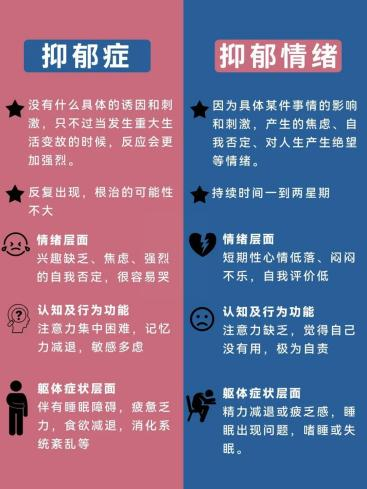 抑郁症
没有什么具体的诱因和刺
激，只不过当发生重大生
活变故的时候，反应会更
加强烈。
反复出现，根治的可能性
不大
情绪层面
兴趣缺乏、焦虑、强烈
的自我否定，很容易哭
认知及行为功能
注意力集中困难，记忆
力减退，敏感多虑
躯体症状层面
伴有睡眠障碍，疲惫乏
力，食欲减退，消化系
统紊乱等
抑郁情绪
因为具体某件事情的影响
和刺激，产生的焦虑、自
我否定、对人生产生绝望
等情绪。
持续时间一到两星期
情绪层面
短期性心情低落、闷闷
不乐，自我评价低
认知及行为功能
注意力缺乏，觉得自己
没有用，极为自责
躯体症状层面
精力减退或疲乏感，睡
眠出现问题，嗜睡或失
眠。